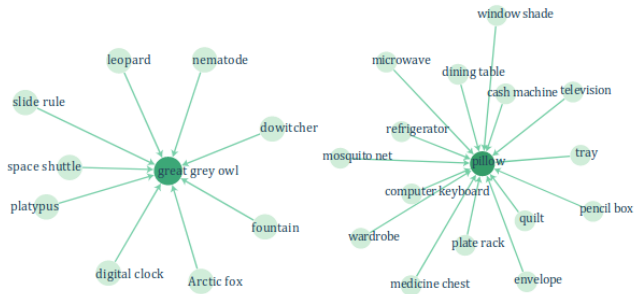 leopard
nematode
slide rule
dowitcher
space shuttle
great grey owl
platypus
fountain
digital clock
Arctic fox
window shade
microwave
dining table
cash machine
television
refrigerator
mosquito net
pillow
tray
computer keyboard
pencil box
quilt
wardrobe
plate rack
medicine chest
envelope